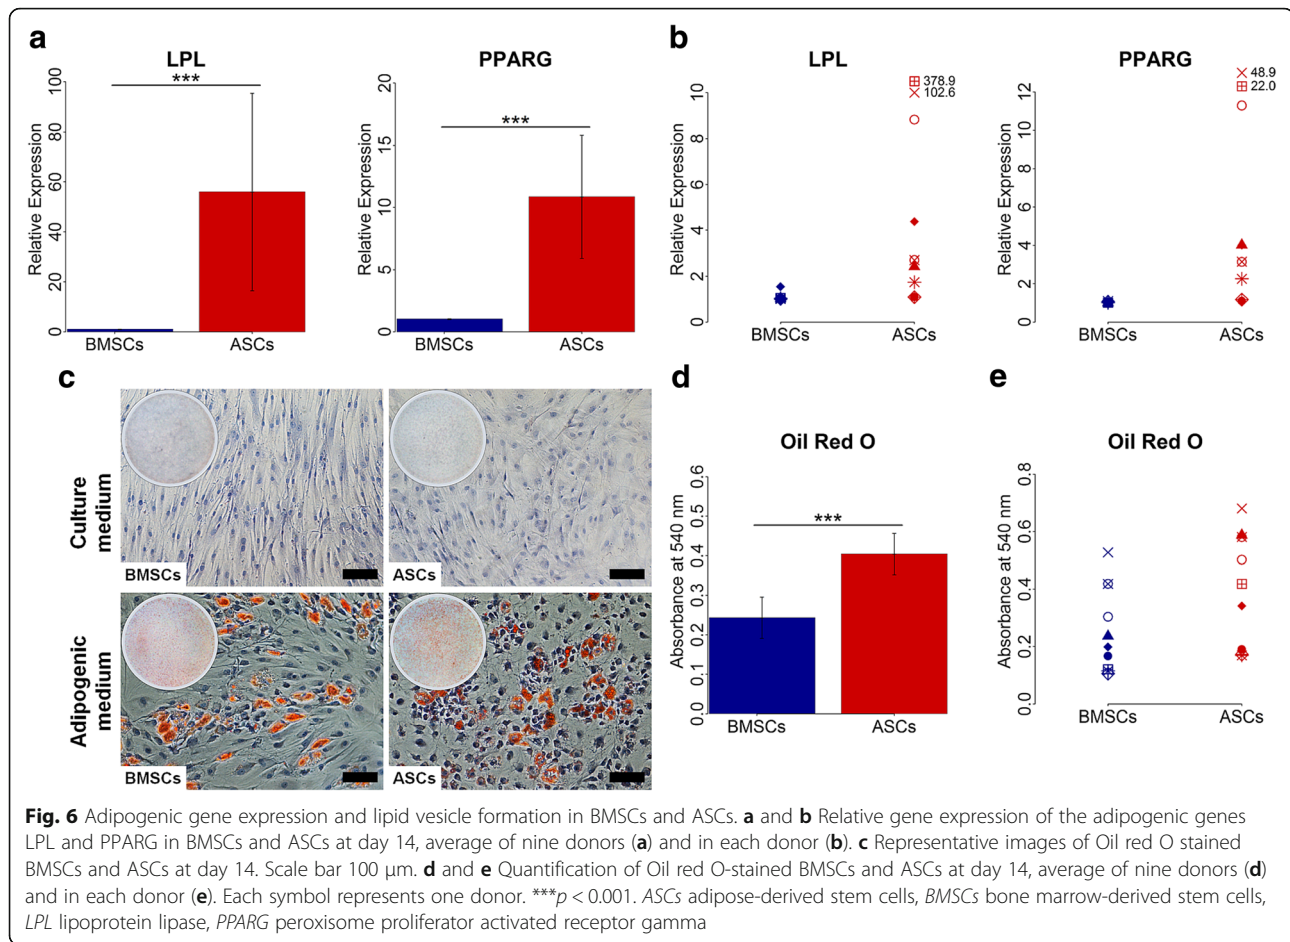 a
LPL
***
Relative Expression
0 20 40 60 80 100
BMSCs ASCs
PPARG
***
Relative Expression
0 5 10 15 20
BMSCs ASCs
b
LPL
378.9
102.6
Relative Expression
0 2 4 6 8 10
BMSCs ASCs
PPARG
48.9
22.0
Relative Expression
0 2 4 6 8 10 12
BMSCs ASCs
c
Culture
medium
BMSCs
ASCs
Adipogenic
medium
BMSCs
ASCs
d
Oil Red O
***
Absorbance at 540 nm
0.0 0.1 0.2 0.3 0.4 0.5 0.6
BMSCs ASCs
e
Oil Red O
Absorbance at 540 nm
0.0 0.2 0.4 0.6 0.8
BMSCs ASCs
Fig. 6 Adipogenic gene expression and lipid vesicle formation in BMSCs and ASCs. a and b Relative gene expression of the adipogenic genes
LPL and PPARG in BMSCs and ASCs at day 14, average of nine donors (a) and in each donor (b). c Representative images of Oil red O stained
BMSCs and ASCs at day 14. Scale bar 100 μm. d and e Quantification of Oil red O-stained BMSCs and ASCs at day 14, average of nine donors (d)
and in each donor (e). Each symbol represents one donor. ***p < 0.001. ASCs adipose-derived stem cells, BMSCs bone marrow-derived stem cells,
LPL lipoprotein lipase, PPARG peroxisome proliferator activated receptor gamma